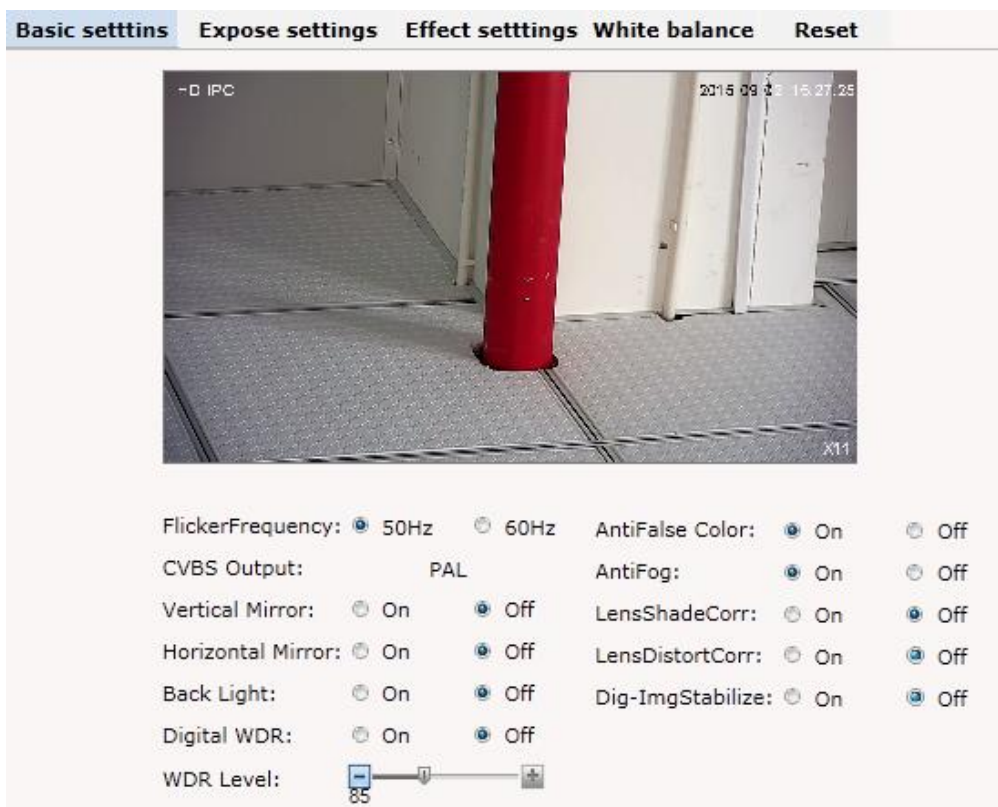 Basic setttins Expose settings Effect setttings White balance Reset
-D IPC
X11
FlickerFrequency: 50Hz 60Hz AntiFalse Color: On Off
CVBS Output: PAL AntiFog: On Off
Vertical Mirror: On Off LensShadeCorr: On Off
Horizontal Mirror: On Off LensDistortCorr: On Off
Back Light: On Off Dig-ImgStabilize: On Off
Digital WDR: On Off
WDR Level:
85